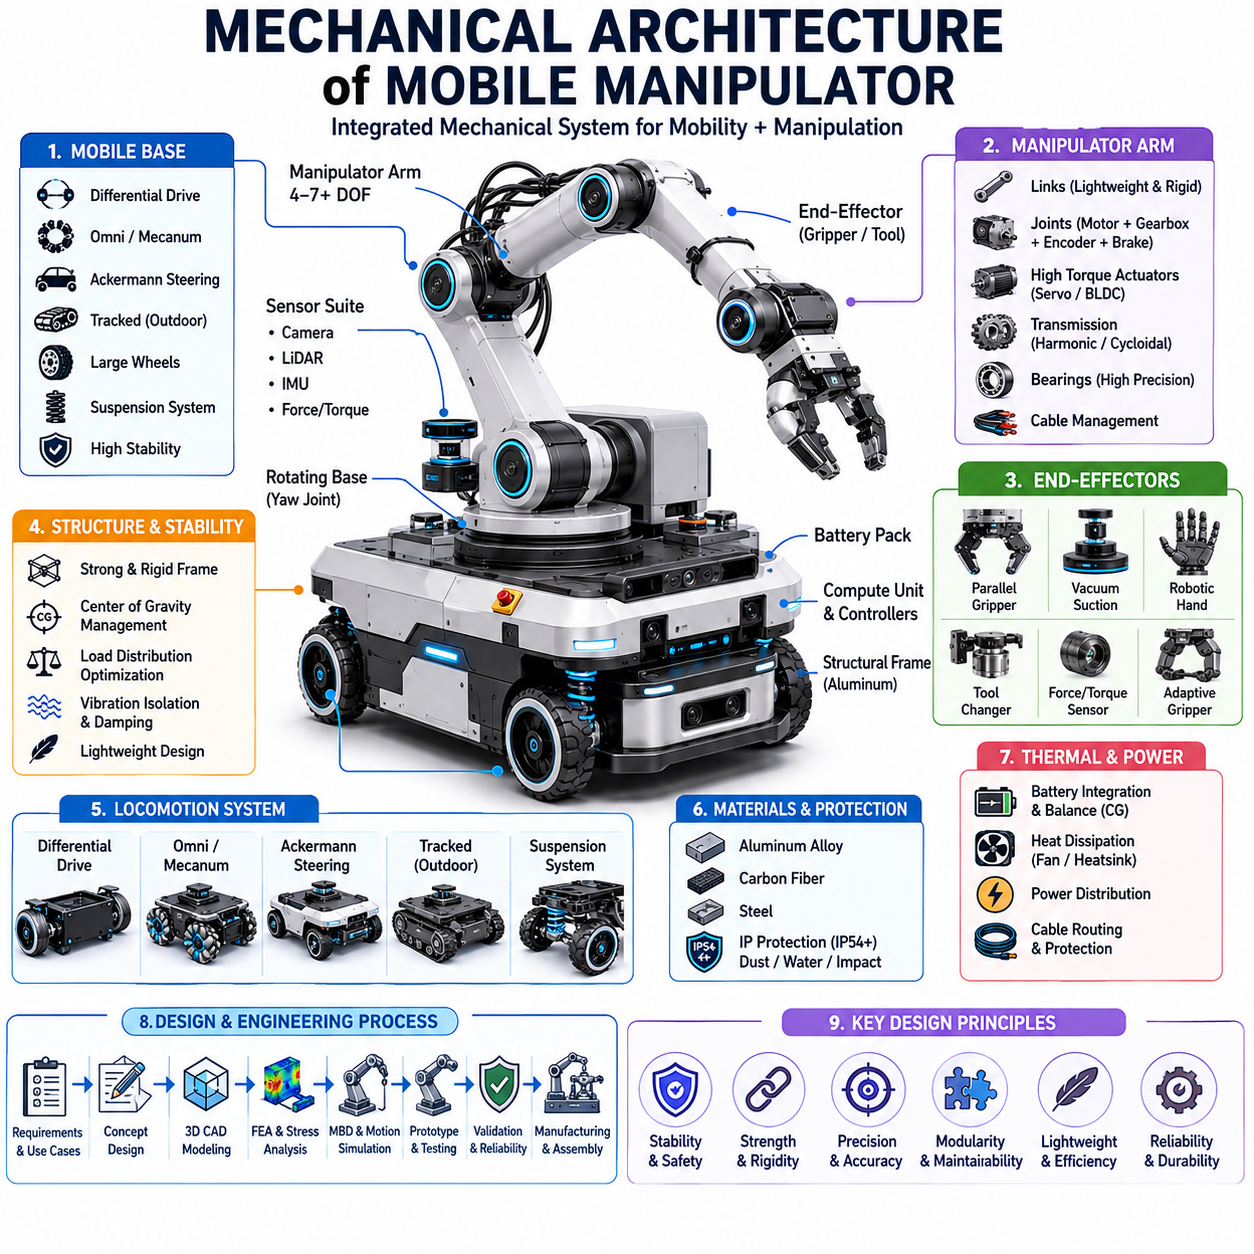 MECHANICAL ARCHITECTURE
of MOBILE MANIPULATOR
Integrated Mechanical System for Mobility + Manipulation
1. MOBILE BASE
Differential Drive
Omni / Mecanum
Ackermann Steering
Tracked (Outdoor)
Large Wheels
Suspension System
High Stability
Manipulator Arm
4–7+ DOF
Sensor Suite
• Camera
• LiDAR
• IMU
• Force/Torque
Rotating Base
(Yaw Joint)
End-Effector
(Gripper / Tool)
Battery Pack
Compute Unit
& Controllers
Structural Frame
(Aluminum)
2. MANIPULATOR ARM
Links (Lightweight & Rigid)
Joints (Motor + Gearbox
+ Encoder + Brake)
High Torque Actuators
(Servo / BLDC)
Transmission
(Harmonic / Cycloidal)
Bearings (High Precision)
Cable Management
3. END-EFFECTORS
Parallel
Gripper
Vacuum
Suction
Robotic
Hand
Tool
Changer
Force/Torque
Sensor
Adaptive
Gripper
4. STRUCTURE & STABILITY
Strong & Rigid Frame
CG
Center of Gravity
Management
Load Distribution
Optimization
Vibration Isolation
& Damping
Lightweight Design
5. LOCOMOTION SYSTEM
Differential
Drive
Omni /
Mecanum
Ackermann
Steering
Tracked
(Outdoor)
Suspension
System
6. MATERIALS & PROTECTION
Aluminum Alloy
Carbon Fiber
Steel
IP54
IP Protection (IP54+)
Dust / Water / Impact
7. THERMAL & POWER
Battery Integration
& Balance (CG)
Heat Dissipation
(Fan / Heatsink)
Power Distribution
Cable Routing
& Protection
8. DESIGN & ENGINEERING PROCESS
Requirements
& Use Cases
Concept
Design
3D CAD
Modeling
FEA & Stress
Analysis
MBD & Motion
Simulation
Prototype
& Testing
Validation
& Reliability
Manufacturing
& Assembly
9. KEY DESIGN PRINCIPLES
Stability
& Safety
Strength
& Rigidity
Precision
& Accuracy
Modularity
& Maintainability
Lightweight
& Efficiency
Reliability
& Durability